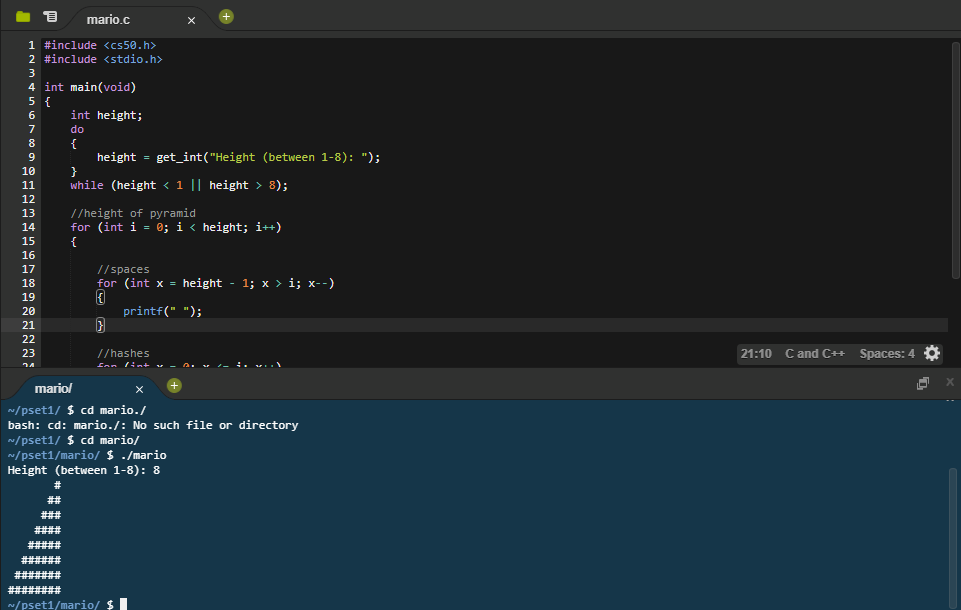 mario.c
1 #include <cs50.h>
2 #include <stdio.h>
3
4 int main(void)
5 {
6     int height;
7     do
8     {
9         height = get_int("Height (between 1-8): ");
10     }
11     while (height < 1 || height > 8);
12
13     //height of pyramid
14     for (int i = 0; i < height; i++)
15     {
16
17         //spaces
18         for (int x = height - 1; x > i; x--)
19         {
20             printf(" ");
21         }
22
23         //hashes
24         for (int x = 0; x <= i; x++)
21:10 C and C++ Spaces: 4
mario/
~/pset1/ $ cd mario./
bash: cd: mario./: No such file or directory
~/pset1/ $ cd mario/
~/pset1/mario/ $ ./mario
Height (between 1-8): 8
       #
      ##
     ###
    ####
   #####
  ######
 #######
########
~/pset1/mario/ $